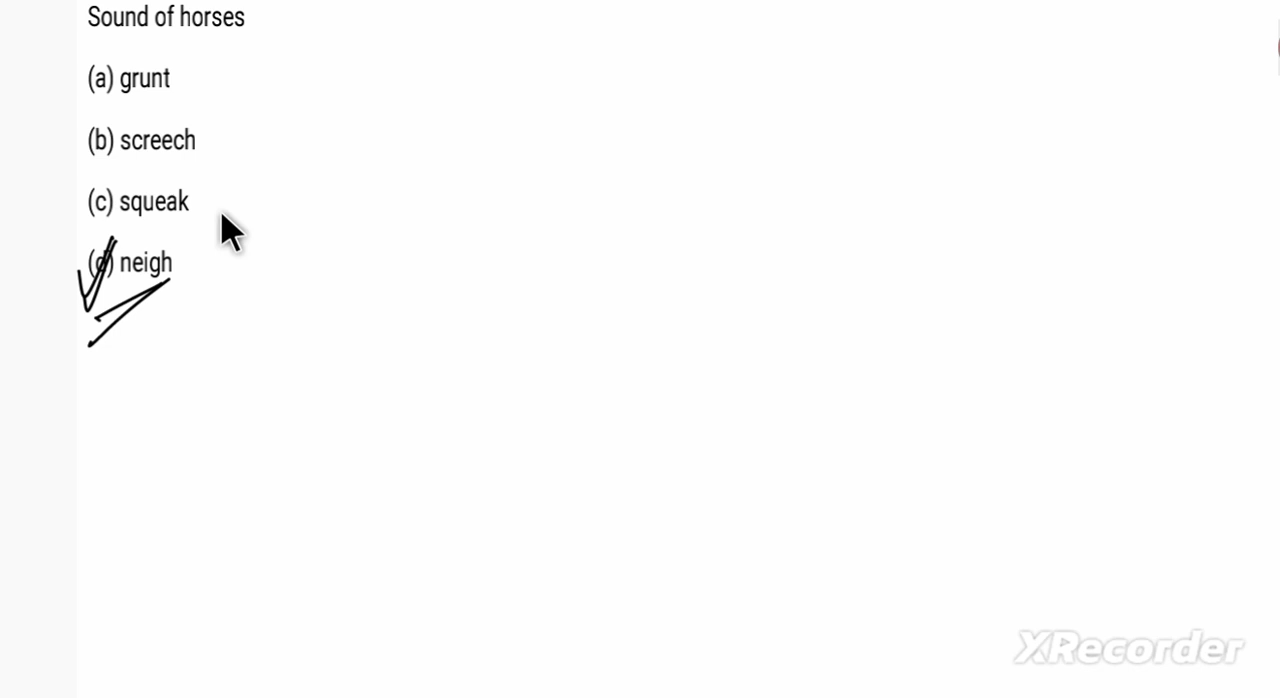 Sound of horses
(a) grunt
(b) screech
(c) squeak
(d) neigh
XRecorder